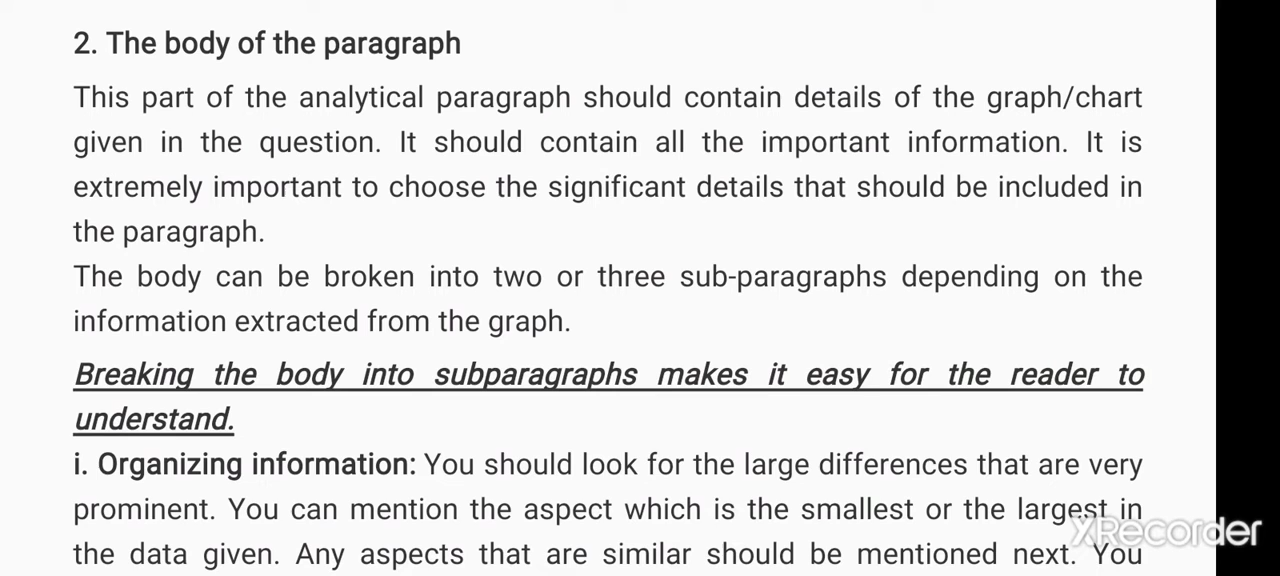 2. The body of the paragraph
This part of the analytical paragraph should contain details of the graph/chart
given in the question. It should contain all the important information. It is
extremely important to choose the significant details that should be included in
the paragraph.
The body can be broken into two or three sub-paragraphs depending on the
information extracted from the graph.
Breaking the body into subparagraphs makes it easy for the reader to
understand.
i. Organizing information: You should look for the large differences that are very
prominent. You can mention the aspect which is the smallest or the largest in
the data given. Any aspects that are similar should be mentioned next. You
XRecorder